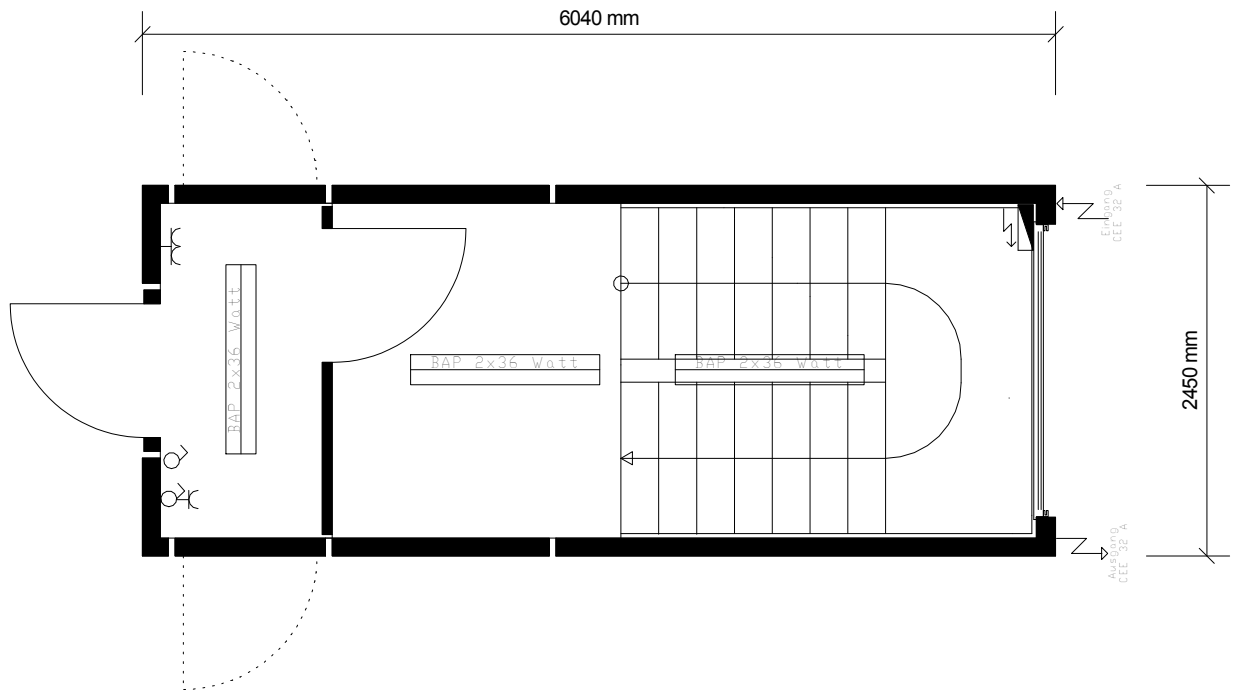 6040 mm
Eingang
CEE 32 A
BAP 2x36 Watt
BAP 2x36 Watt
BAP 2x36 Watt
2450 mm
Ausgang
CEE 32 A